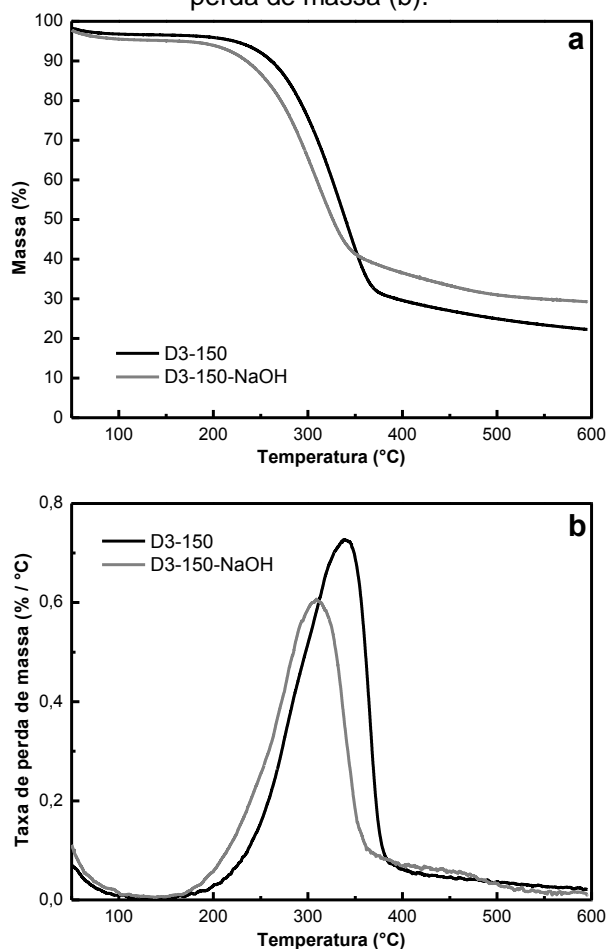 perda de massa (b).
a
100
90
80
70
60
50
40
30
20
10
0
Massa (%)
D3-150
D3-150-NaOH
100 200 300 400 500 600
Temperatura (°C)
b
0,8
0,6
0,4
0,2
0,0
Taxa de perda de massa (% / °C)
D3-150
D3-150-NaOH
100 200 300 400 500 600
Temperatura (°C)